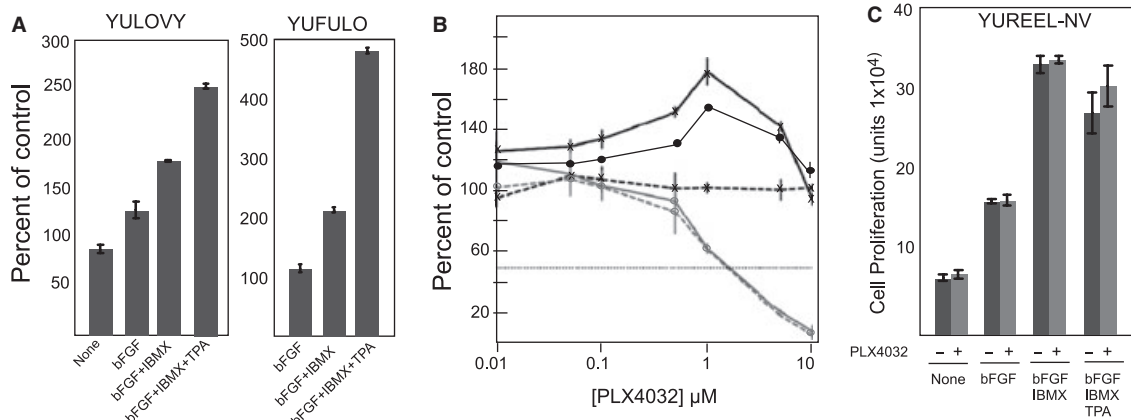 A
YULOVY
YUFULO
Percent of control
300
250
200
150
100
50
None
bFGF
bFGF+IBMX
bFGF+IBMX+TPA
500
400
300
200
100
bFGF
bFGF+IBMX
bFGF+IBMX+TPA
B
Percent of control
180
140
100
60
20
0.01
0.1
1
10
[PLX4032] µM
C
YUREEL-NV
Cell Proliferation (units 1x10⁴)
40
30
20
10
PLX4032
– + – + – + – +
None
bFGF
bFGF
IBMX
bFGF
IBMX
TPA